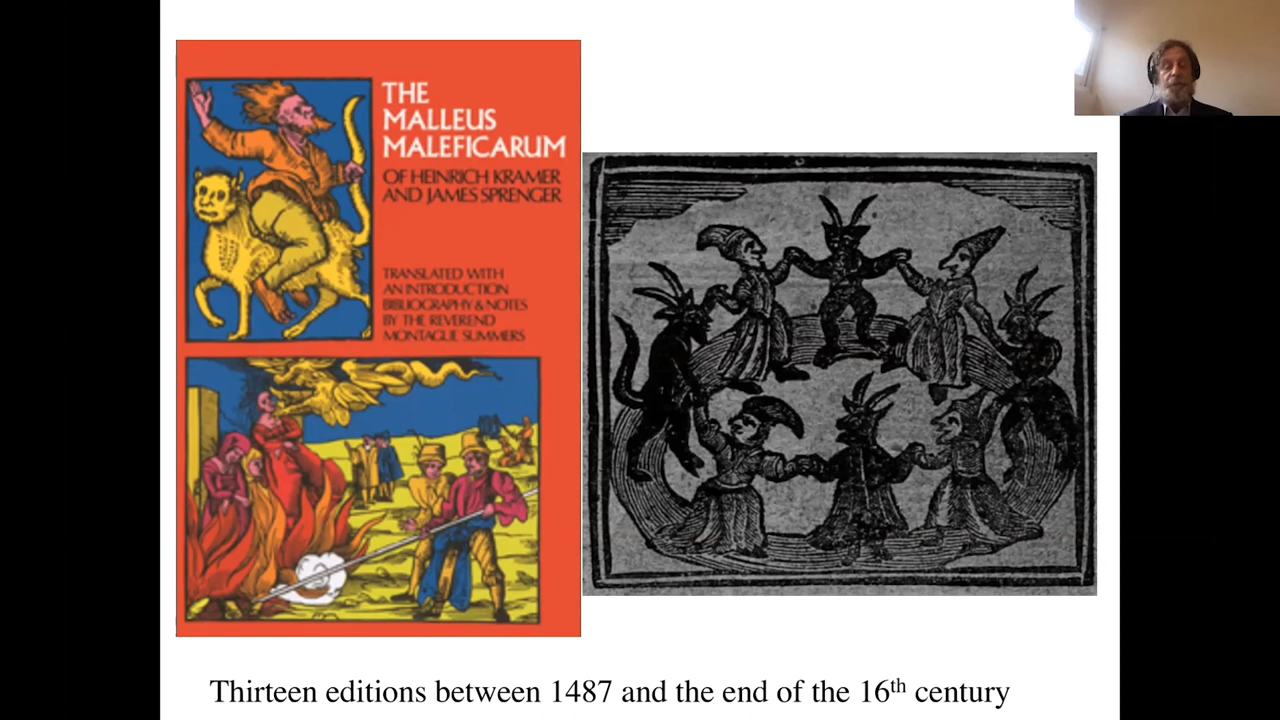 THE
MALLEUS
MALEFICARUM
OF HEINRICH KRAMER
AND JAMES SPRENGER
TRANSLATED WITH
AN INTRODUCTION
BIBLIOGRAPHY & NOTES
BY THE REVEREND
MONTAGUE SUMMERS
Thirteen editions between 1487 and the end of the 16th century